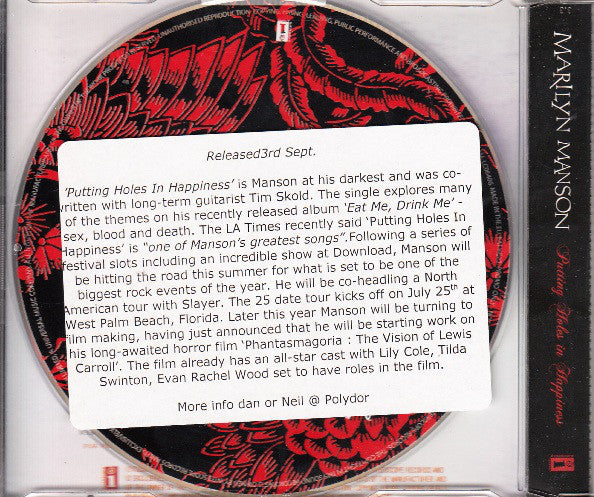 Released3rd Sept.
'Putting Holes In Happiness' is Manson at his darkest and was co-
written with long-term guitarist Tim Skold. The single explores many
of the themes on his recently released album 'Eat Me, Drink Me' -
sex, blood and death. The LA Times recently said 'Putting Holes In
Happiness' is "one of Manson's greatest songs".Following a series of
festival slots including an incredible show at Download, Manson will
be hitting the road this summer for what is set to be one of the
biggest rock events of the year. He will be co-headling a North
American tour with Slayer. The 25 date tour kicks off on July 25th at
West Palm Beach, Florida. Later this year Manson will be turning to
film making, having just announced that he will be starting work on
his long-awaited horror film 'Phantasmagoria : The Vision of Lewis
Carroll'. The film already has an all-star cast with Lily Cole, Tilda
Swinton, Evan Rachel Wood set to have roles in the film.
More info dan or Neil @ Polydor
MARILYN MANSON
Putting Holes in Happiness
UNAUTHORISED REPRODUCTION, COPYING, LENDING, PUBLIC PERFORMANCE